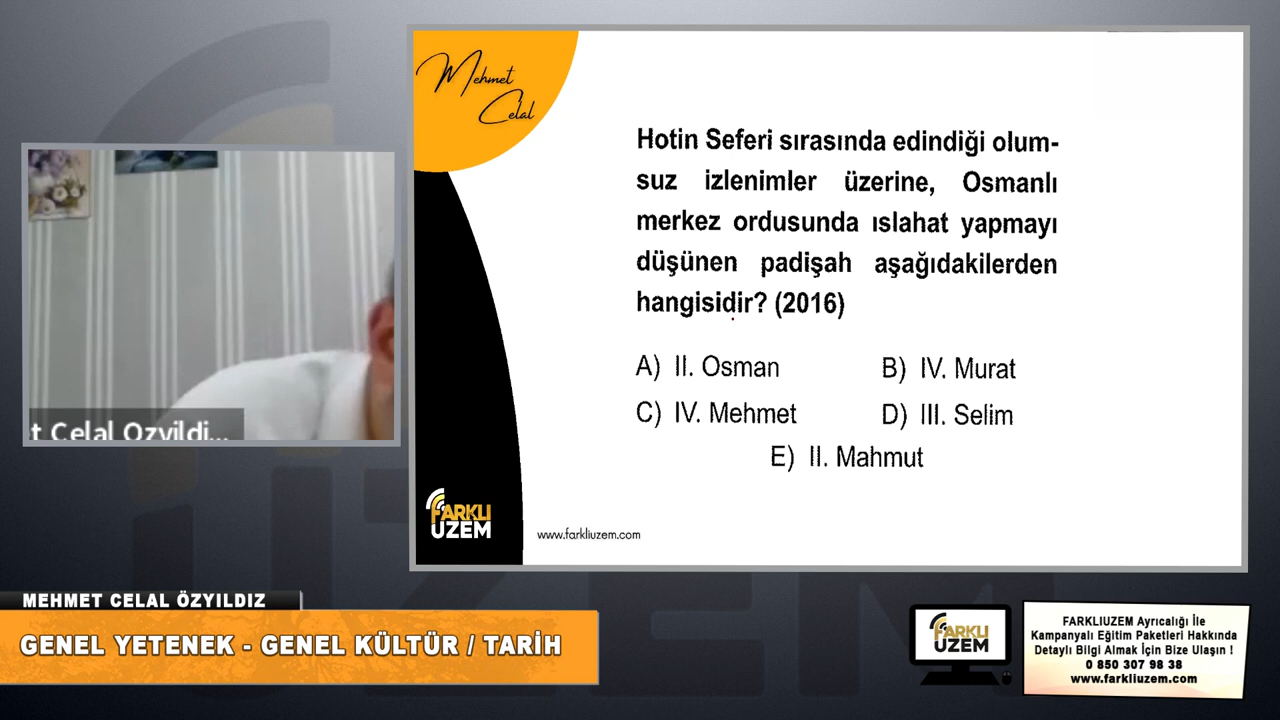 Mehmet
Celal
Hotin Seferi sırasında edindiği olum-
suz izlenimler üzerine, Osmanlı
merkez ordusunda ıslahat yapmayı
düşünen padişah aşağıdakilerden
hangisidir? (2016)
A) II. Osman
B) IV. Murat
C) IV. Mehmet
D) III. Selim
E) II. Mahmut
FARKLI
UZEM
www.farkliuzem.com
t Celal Ozyildi...
MEHMET CELAL ÖZYILDIZ
GENEL YETENEK - GENEL KÜLTÜR / TARİH
FARKLI
UZEM
FARKLIUZEM Ayrıcalığı İle
Kampanyalı Eğitim Paketleri Hakkında
Detaylı Bilgi Almak İçin Bize Ulaşın !
0 850 307 98 38
www.farkliuzem.com
ÜZEM